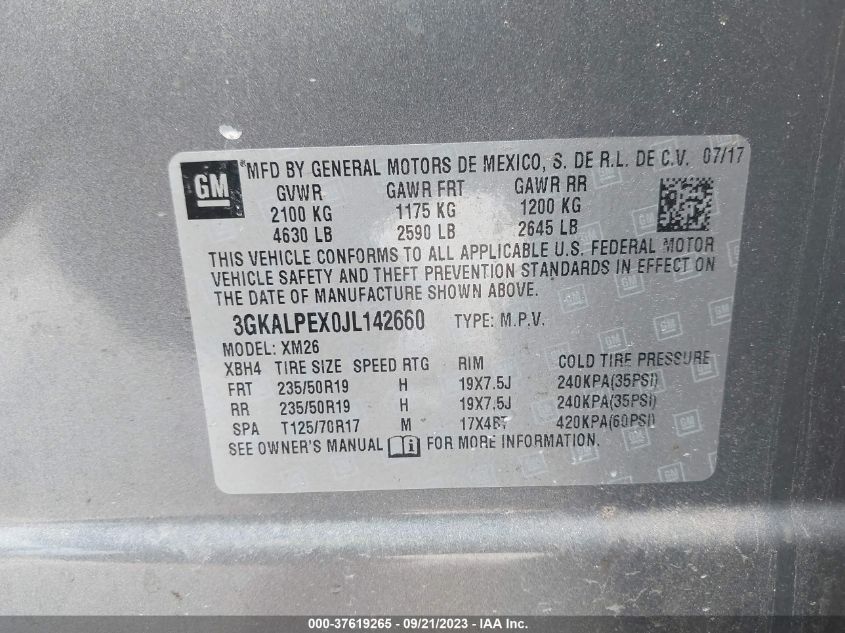 GM
*MFD BY GENERAL MOTORS DE MEXICO, S. DE R.L. DE C.V. 07/17
GVWR GAWR FRT GAWR RR
2100 KG 1175 KG 1200 KG
4630 LB 2590 LB 2645 LB
THIS VEHICLE CONFORMS TO ALL APPLICABLE U.S. FEDERAL MOTOR
VEHICLE SAFETY AND THEFT PREVENTION STANDARDS IN EFFECT ON
THE DATE OF MANUFACTURE SHOWN ABOVE.
3GKALPEX0JL142660 TYPE: M.P.V.
MODEL: XM26
XBH4 TIRE SIZE SPEED RTG RIM COLD TIRE PRESSURE
FRT 235/50R19 H 19X7.5J 240KPA(35PSI)
RR 235/50R19 H 19X7.5J 240KPA(35PSI)
SPA T125/70R17 M 17X4BT 420KPA(60PSI)
SEE OWNER'S MANUAL FOR MORE INFORMATION.
000-37619265 - 09/21/2023 - IAA Inc.